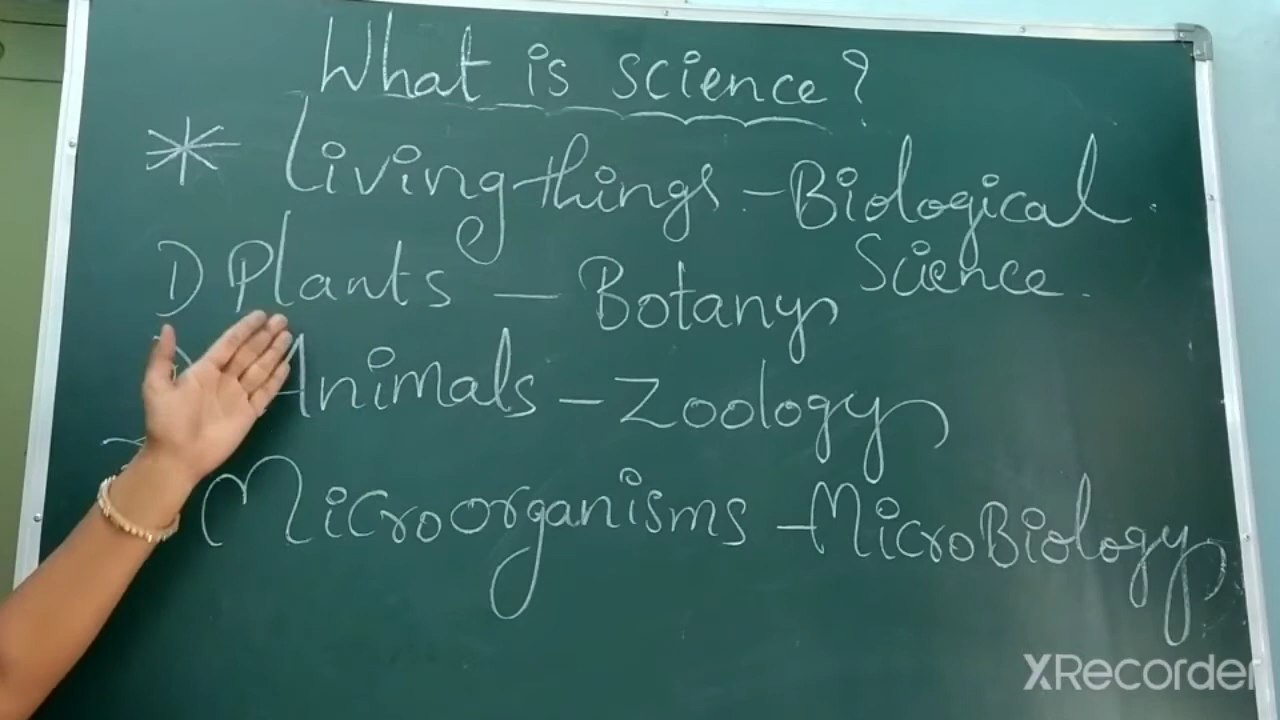 What is science?
* Living things - Biological
Science.
1) Plants - Botany
Animals - Zoology
Microorganisms - MicroBiology
XRecorder